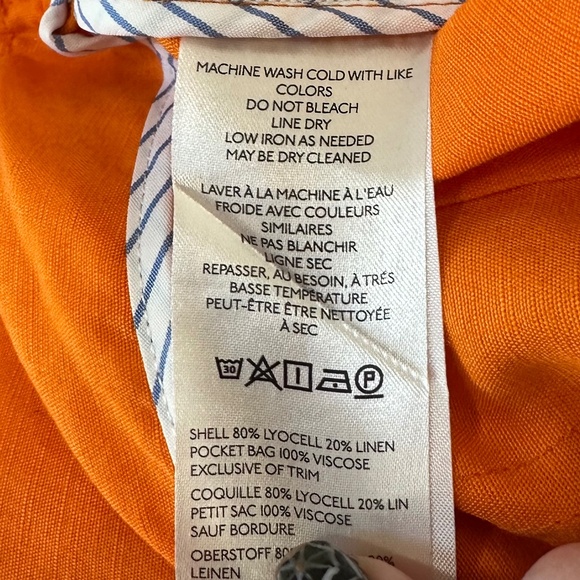 MACHINE WASH COLD WITH LIKE
COLORS
DO NOT BLEACH
LINE DRY
LOW IRON AS NEEDED
MAY BE DRY CLEANED
LAVER À LA MACHINE À L'EAU
FROIDE AVEC COULEURS
SIMILAIRES
NE PAS BLANCHIR
LIGNE SEC
REPASSER, AU BESOIN, À TRÉS
BASSE TEMPÉRATURE
PEUT-ÊTRE ÊTRE NETTOYÉE
À SEC
30 P
SHELL 80% LYOCELL 20% LINEN
POCKET BAG 100% VISCOSE
EXCLUSIVE OF TRIM
COQUILLE 80% LYOCELL 20% LIN
PETIT SAC 100% VISCOSE
SAUF BORDURE
OBERSTOFF
LEINEN